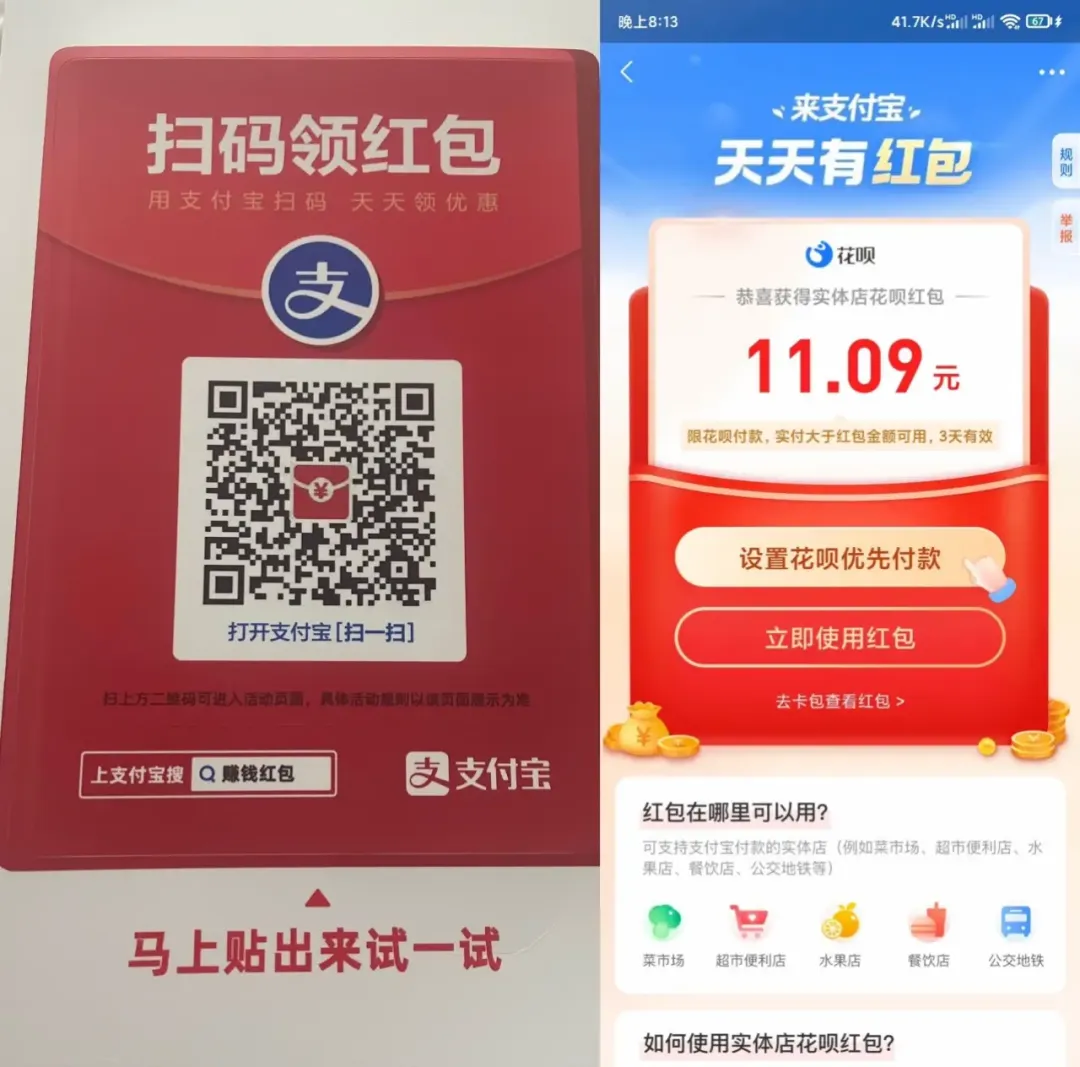 扫码领红包
用支付宝扫码 天天领优惠
支
¥
打开支付宝[扫一扫]
扫上方二维码可进入活动页面，具体活动规则以该页面展示为准
上支付宝搜 赚钱红包
支 支付宝
马上贴出来试一试
晚上8:13
41.7K/s HD HD 67
来支付宝
天天有红包
规则
举报
花呗
恭喜获得实体店花呗红包
11.09元
限花呗付款，实付大于红包金额可用，3天有效
设置花呗优先付款
立即使用红包
去卡包查看红包 >
¥
红包在哪里可以用?
可支持支付宝付款的实体店（例如菜市场、超市便利店、水
果店、餐饮店、公交地铁等）
菜市场 超市便利店 水果店 餐饮店 公交地铁
如何使用实体店花呗红包?